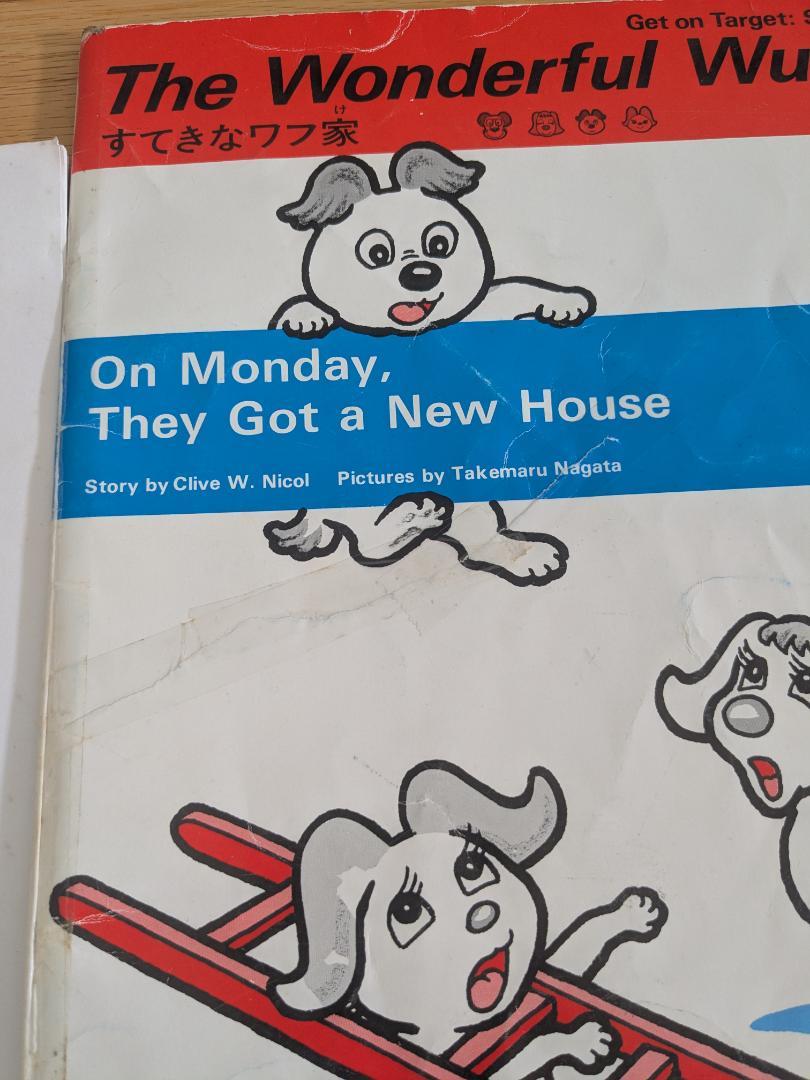 Get on Target:
The Wonderful Wu
すてきなワフ家
け
On Monday,
They Got a New House
Story by Clive W. Nicol Pictures by Takemaru Nagata